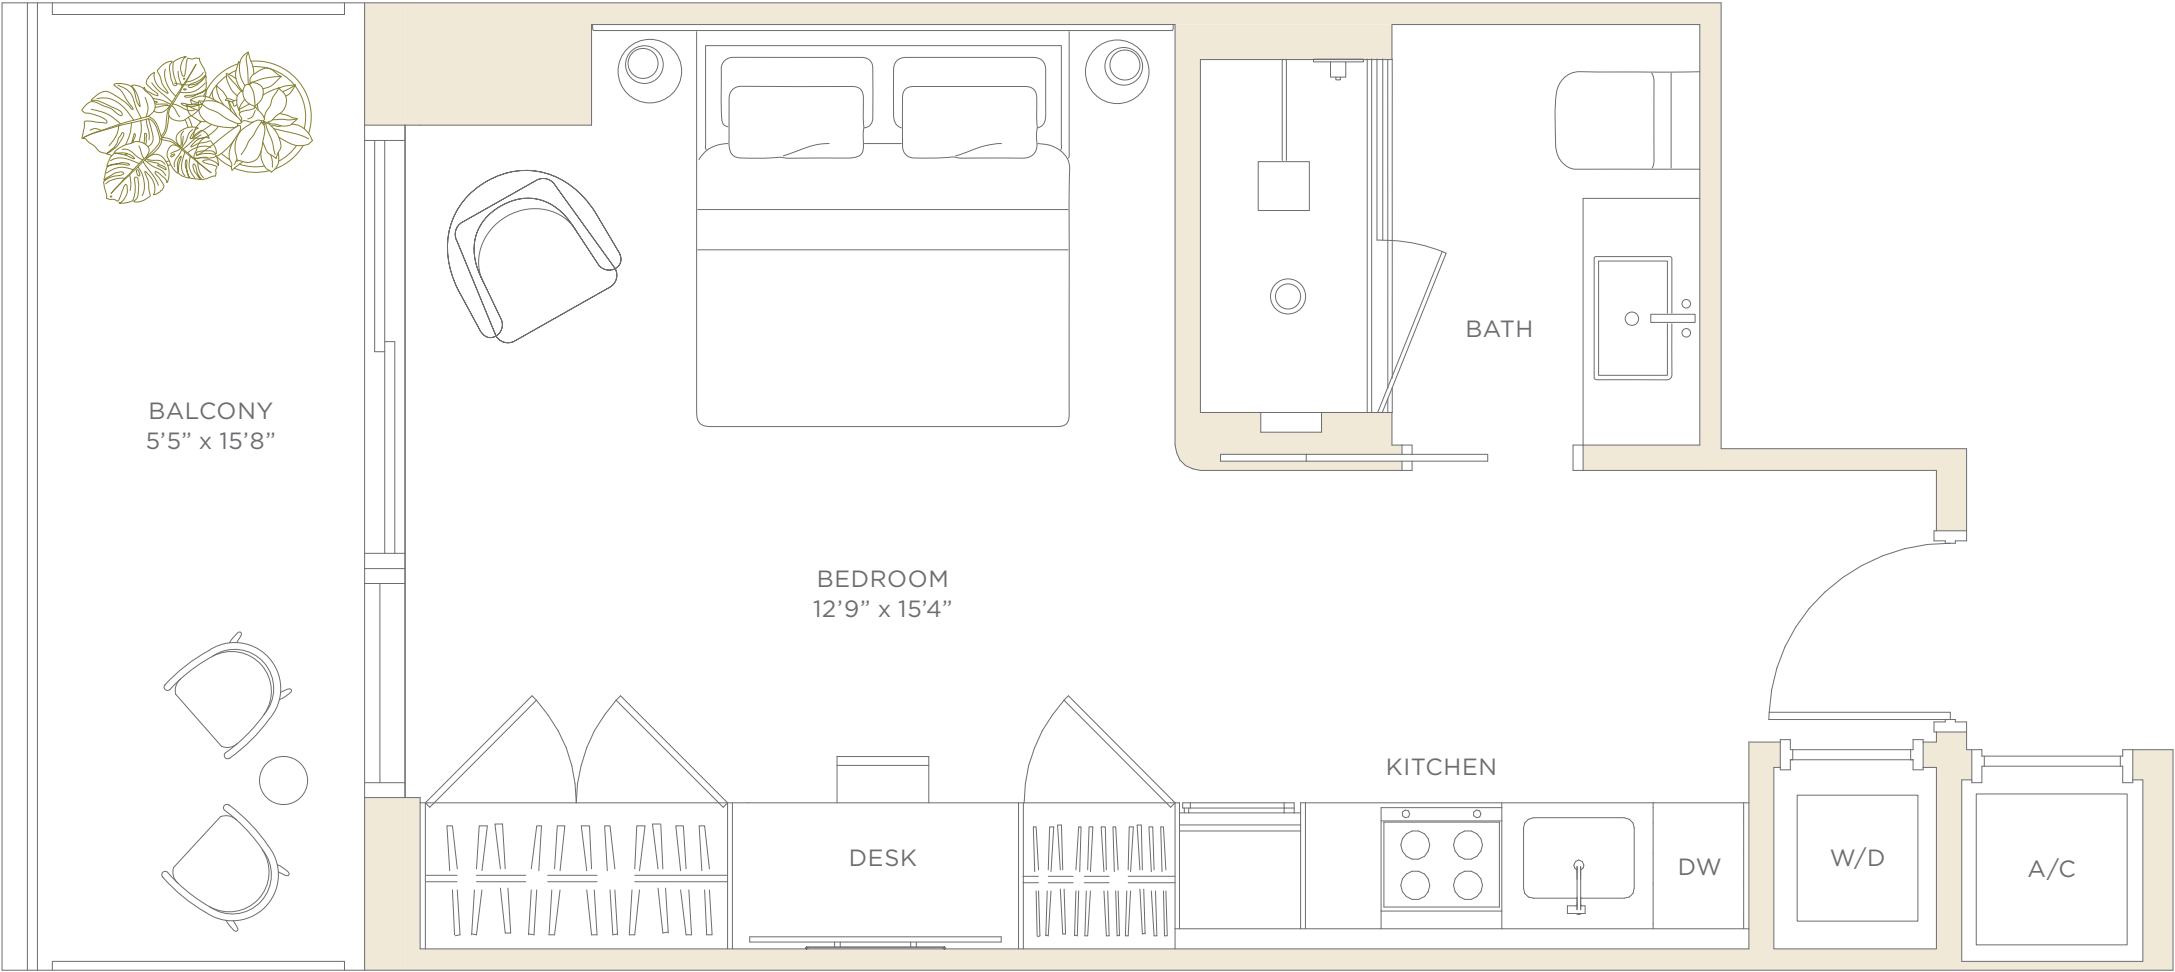 BALCONY
5’5” x 15’8”
BEDROOM
12’9” x 15’4”
BATH
KITCHEN
DESK
DW
W/D
A/C